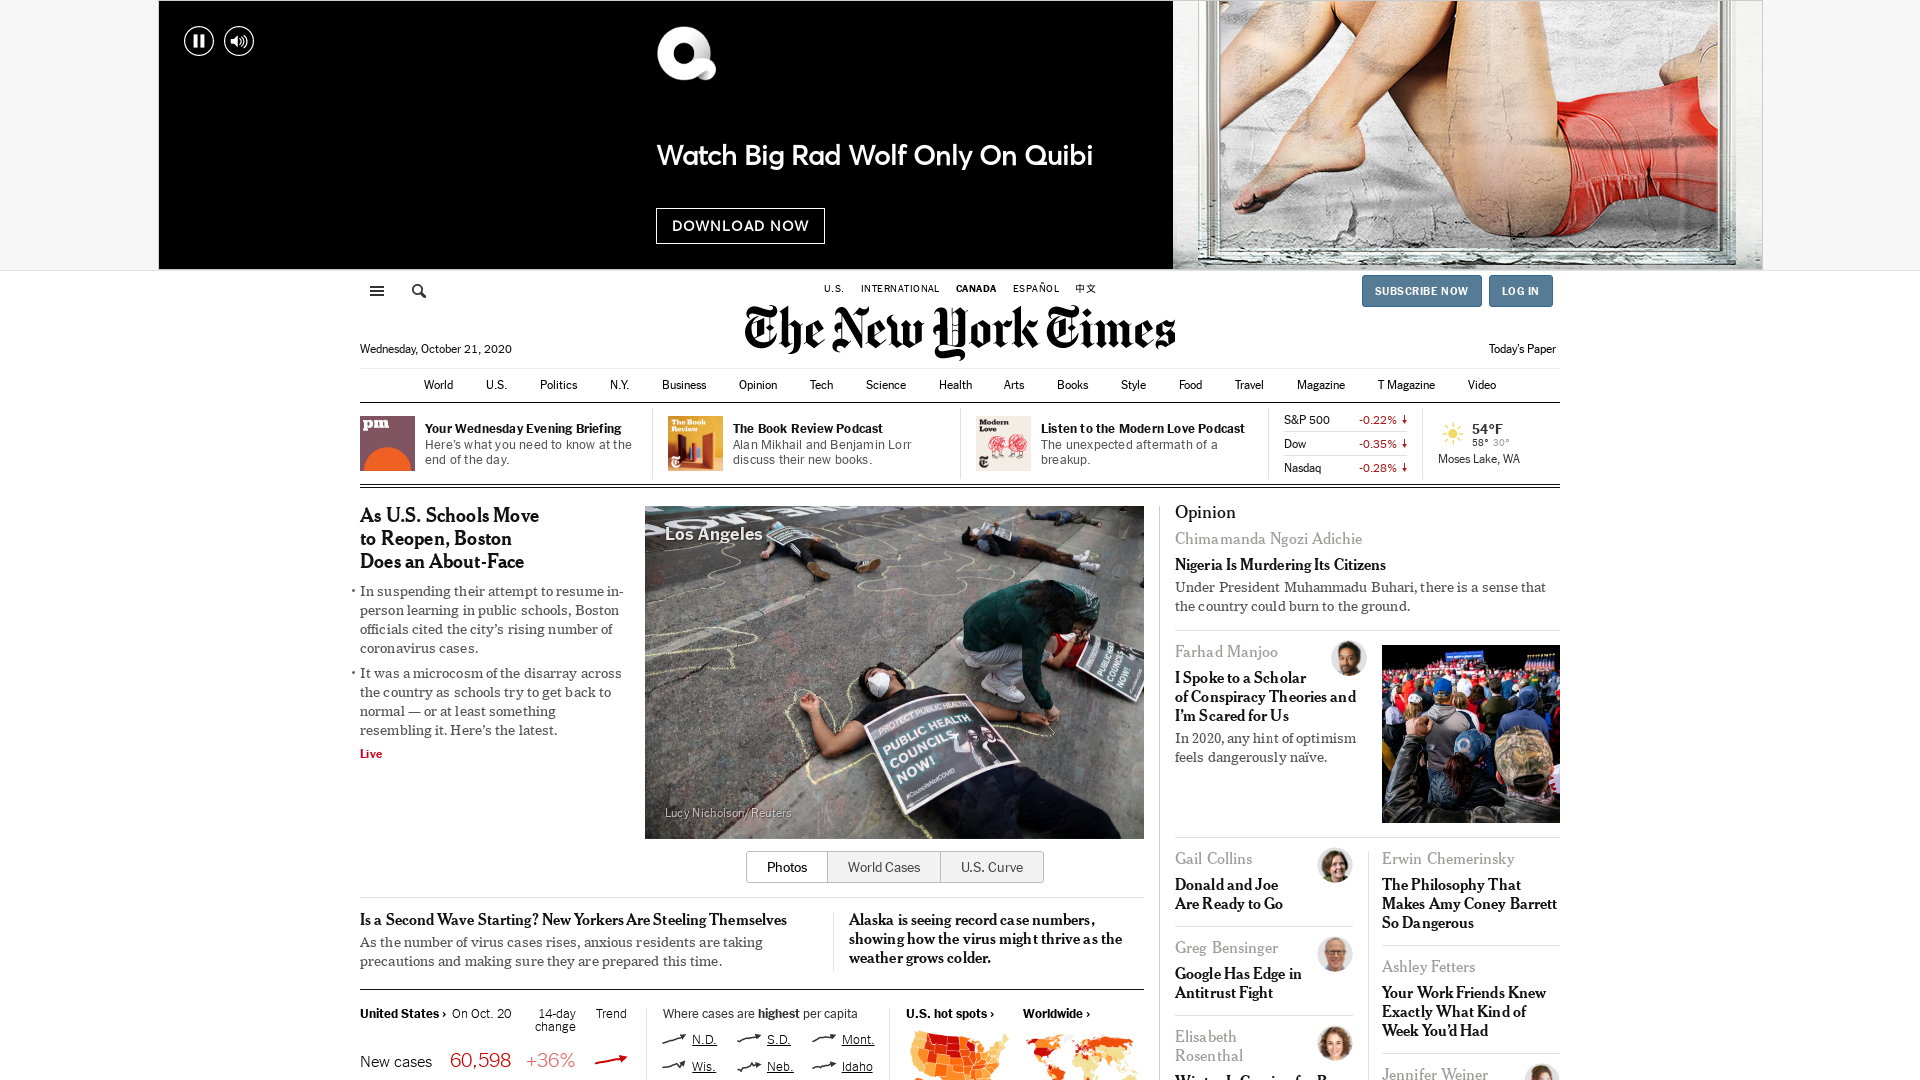 Watch Big Rad Wolf Only On Quibi
DOWNLOAD NOW
U.S. INTERNATIONAL CANADA ESPAÑOL 中文
SUBSCRIBE NOW LOG IN
The New York Times
Wednesday, October 21, 2020
Today's Paper
World U.S. Politics N.Y. Business Opinion Tech Science Health Arts Books Style Food Travel Magazine T Magazine Video
pm
Your Wednesday Evening Briefing
Here's what you need to know at the
end of the day.
The Book
Review
The Book Review Podcast
Alan Mikhail and Benjamin Lorr
discuss their new books.
Modern
Love
Listen to the Modern Love Podcast
The unexpected aftermath of a
breakup.
S&P 500 -0.22%
Dow -0.35%
Nasdaq -0.28%
54°F
58° 30°
Moses Lake, WA
As U.S. Schools Move
to Reopen, Boston
Does an About-Face
In suspending their attempt to resume in-
person learning in public schools, Boston
officials cited the city's rising number of
coronavirus cases.
It was a microcosm of the disarray across
the country as schools try to get back to
normal — or at least something
resembling it. Here's the latest.
Live
Los Angeles
PROTECT PUBLIC HEALTH
PUBLIC HEALTH
COUNCILS
NOW!
Lucy Nicholson/Reuters
Photos World Cases U.S. Curve
Is a Second Wave Starting? New Yorkers Are Steeling Themselves
As the number of virus cases rises, anxious residents are taking
precautions and making sure they are prepared this time.
Alaska is seeing record case numbers,
showing how the virus might thrive as the
weather grows colder.
United States › On Oct. 20 14-day
change Trend
New cases 60,598 +36%
Where cases are highest per capita
N.D. S.D. Mont.
Wis. Neb. Idaho
U.S. hot spots › Worldwide ›
Opinion
Chimamanda Ngozi Adichie
Nigeria Is Murdering Its Citizens
Under President Muhammadu Buhari, there is a sense that
the country could burn to the ground.
Farhad Manjoo
I Spoke to a Scholar
of Conspiracy Theories and
I'm Scared for Us
In 2020, any hint of optimism
feels dangerously naïve.
Gail Collins
Donald and Joe
Are Ready to Go
Greg Bensinger
Google Has Edge in
Antitrust Fight
Elisabeth
Rosenthal
Erwin Chemerinsky
The Philosophy That
Makes Amy Coney Barrett
So Dangerous
Ashley Fetters
Your Work Friends Knew
Exactly What Kind of
Week You'd Had
Jennifer Weiner